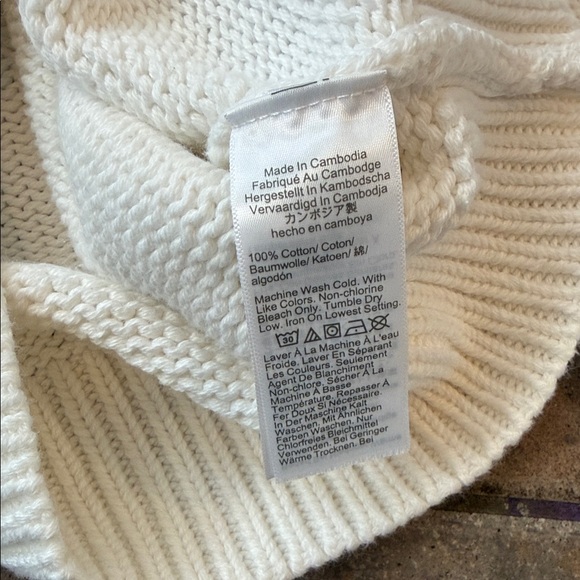 Made In Cambodia
Fabriqué Au Cambodge
Hergestellt In Kambodscha
Vervaardigd In Cambodja
カンボジア製
hecho en camboya
100% Cotton/ Coton/
Baumwolle/ Katoen/ 綿/
algodón
Machine Wash Cold. With
Like Colors. Non-chlorine
Bleach Only. Tumble Dry
Low. Iron On Lowest Setting.
30
Laver À La Machine À L'eau
Froide. Laver En Séparant
Les Couleurs. Seulement
Agent De Blanchiment
Non-chlore. Sécher À La
Machine À Basse
Température. Repasser À
Fer Doux Si Nécessaire.
In Der Maschine Kalt
Waschen, Mit Ähnlichen
Farben Waschen. Nur
Chlorfreies Bleichmittel
Verwenden. Bei Geringer
Wärme Trocknen. Bei